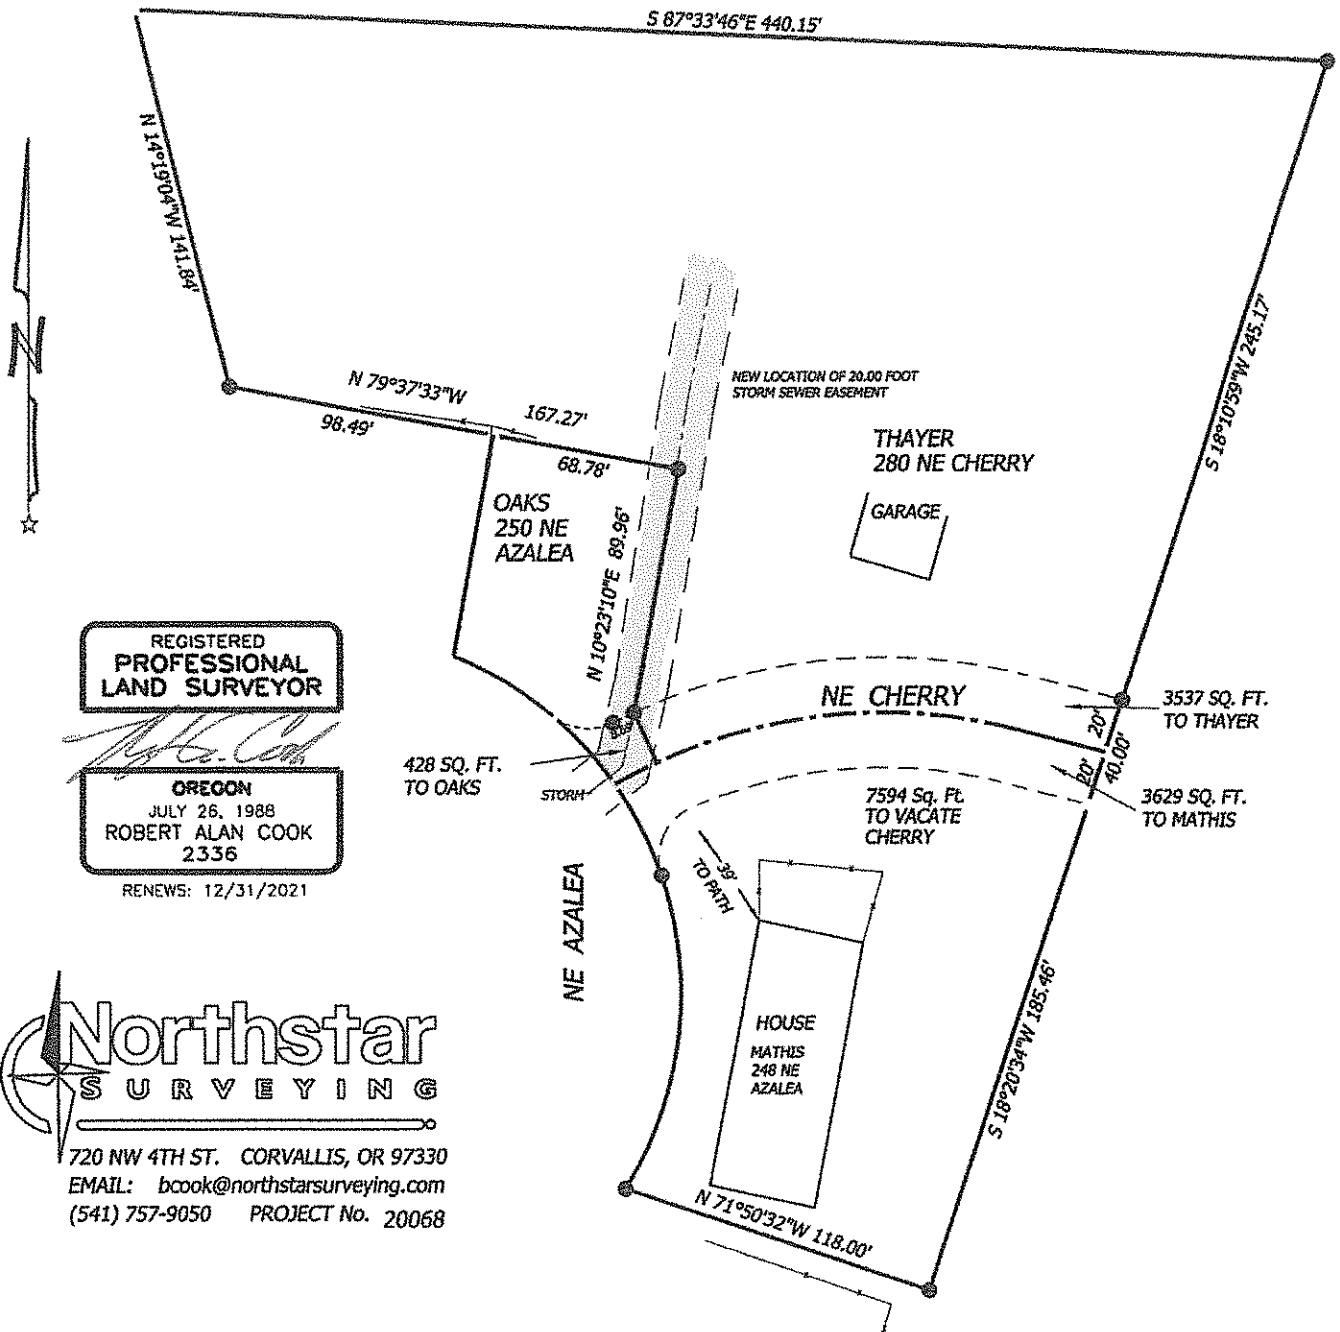 S 87°33'46"E 440.15'
N 14°19'04"W 141.84'
N
N 79°37'33"W
167.27'
98.49'
68.78'
NEW LOCATION OF 20.00 FOOT
STORM SEWER EASEMENT
S 18°10'59"W 245.17'
THAYER
280 NE CHERRY
GARAGE
OAKS
250 NE
AZALEA
N 10°23'10"E 89.96'
REGISTERED
PROFESSIONAL
LAND SURVEYOR
OREGON
JULY 26, 1988
ROBERT ALAN COOK
2336
RENEWS: 12/31/2021
NE CHERRY
3537 SQ. FT.
TO THAYER
20'
40.00'
20'
428 SQ. FT.
TO OAKS
STORM
7594 Sq. Ft.
TO VACATE
CHERRY
3629 SQ. FT.
TO MATHIS
39'
TO PATH
NE AZALEA
HOUSE
MATHIS
248 NE
AZALEA
S 18°20'34"W 185.46'
N 71°50'32"W 118.00'
Northstar
SURVEYING
720 NW 4TH ST. CORVALLIS, OR 97330
EMAIL: bcook@northstarsurveying.com
(541) 757-9050 PROJECT No. 20068